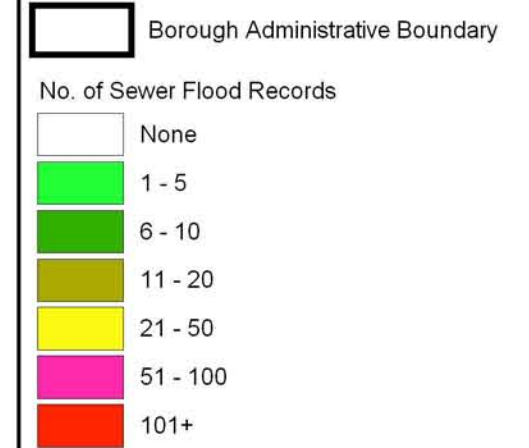 Borough Administrative Boundary
No. of Sewer Flood Records
None
1 - 5
6 - 10
11 - 20
21 - 50
51 - 100
101+